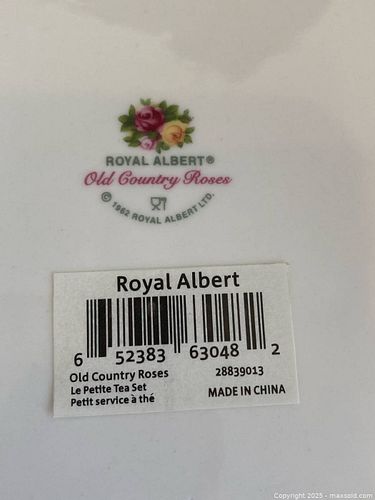 ROYAL ALBERT®
Old Country Roses
© 1962 ROYAL ALBERT LTD.
Royal Albert
6 52383 63048 2
Old Country Roses 28839013
Le Petite Tea Set
Petit service à thé MADE IN CHINA
Copyright 2025 - maxsold.com